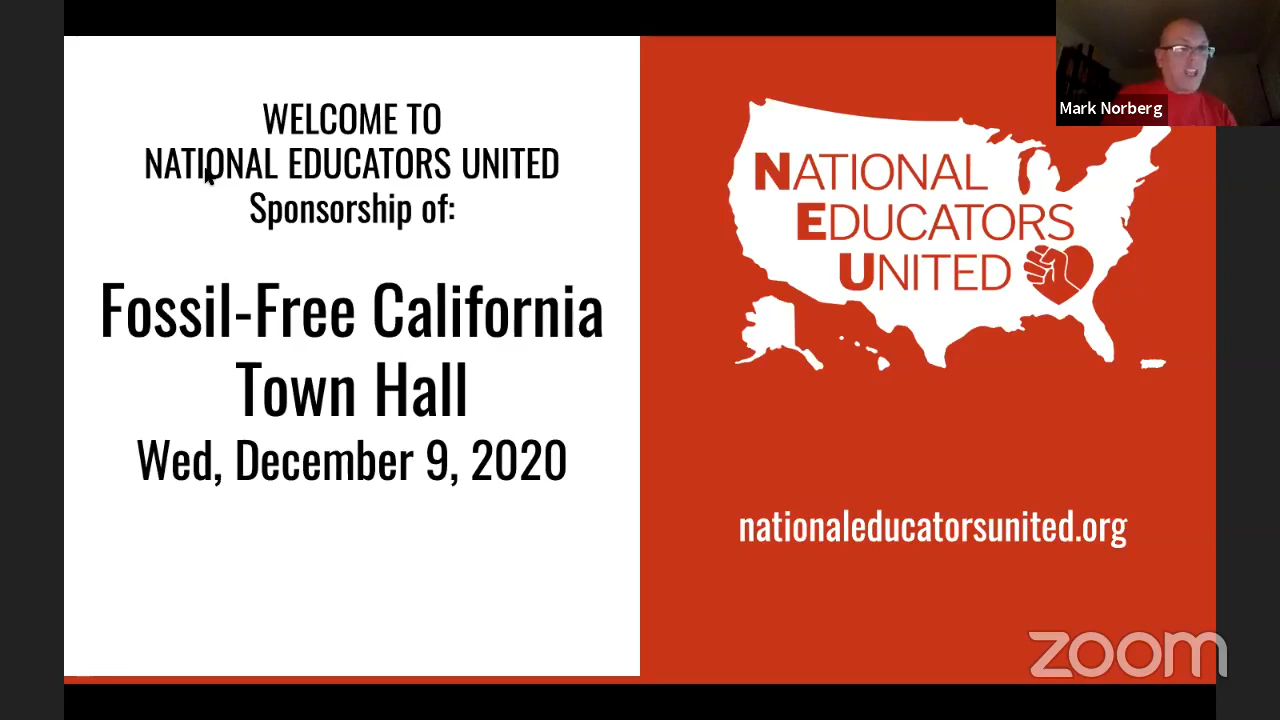 WELCOME TO
NATIONAL EDUCATORS UNITED
Sponsorship of:
Fossil-Free California
Town Hall
Wed, December 9, 2020
NATIONAL
EDUCATORS
UNITED
nationaleducatorsunited.org
Mark Norberg
zoom